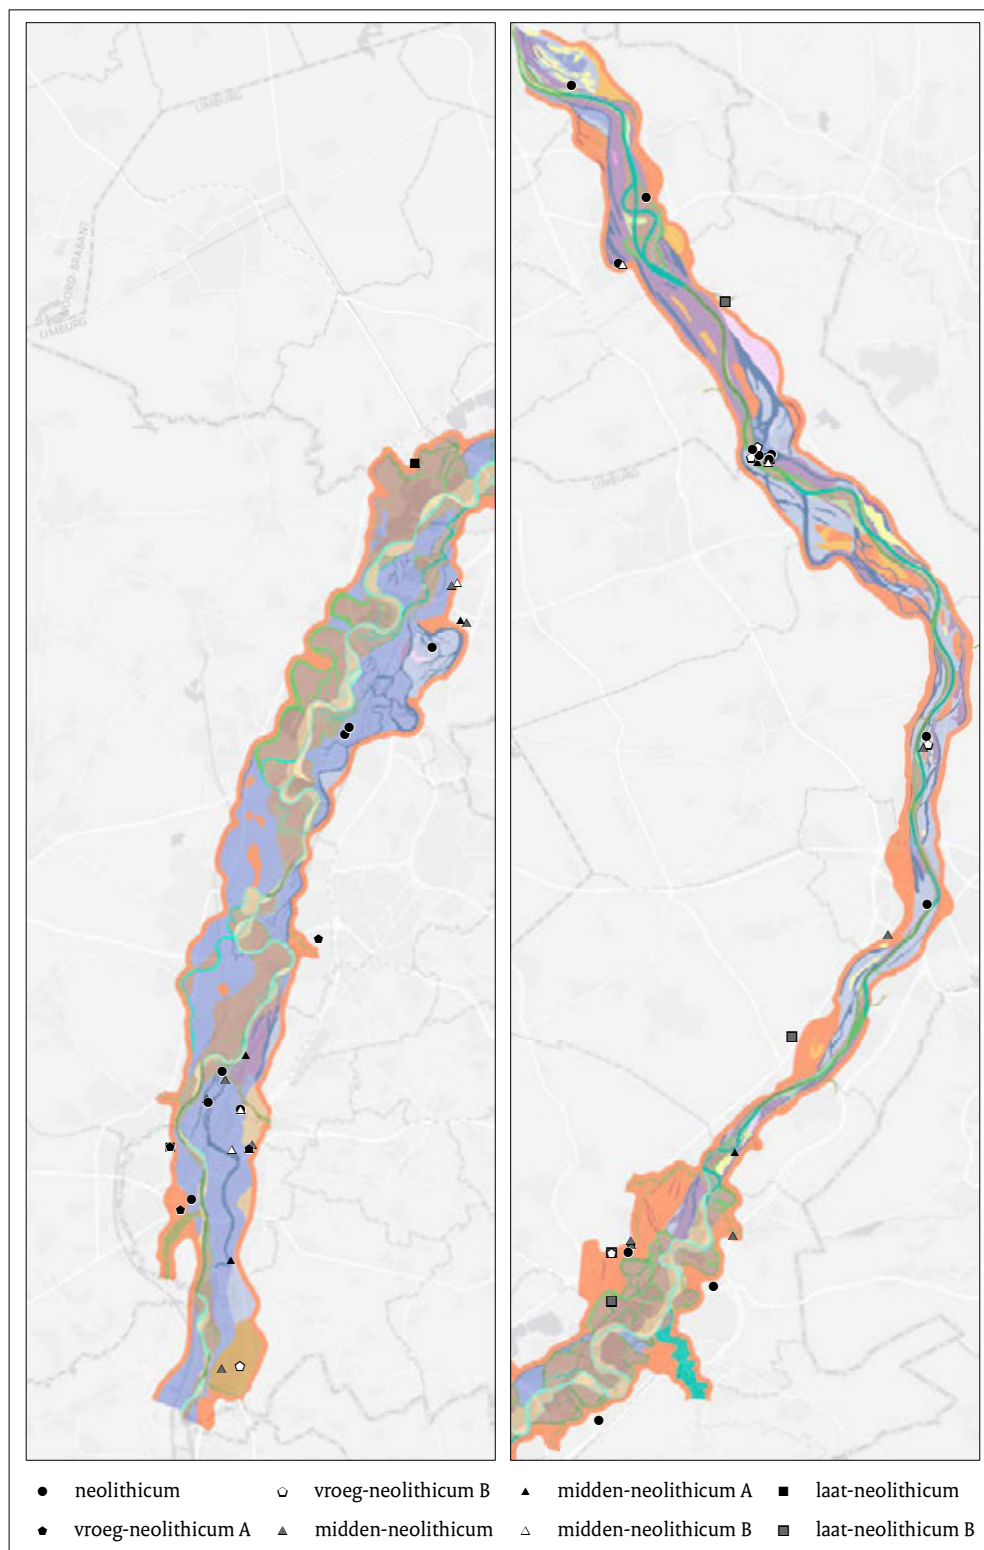 LIMBURG
NOORD-BRABANT
LIMBURG
LIMBURG
neolithicum
vroeg-neolithicum B
midden-neolithicum A
laat-neolithicum
vroeg-neolithicum A
midden-neolithicum
midden-neolithicum B
laat-neolithicum B